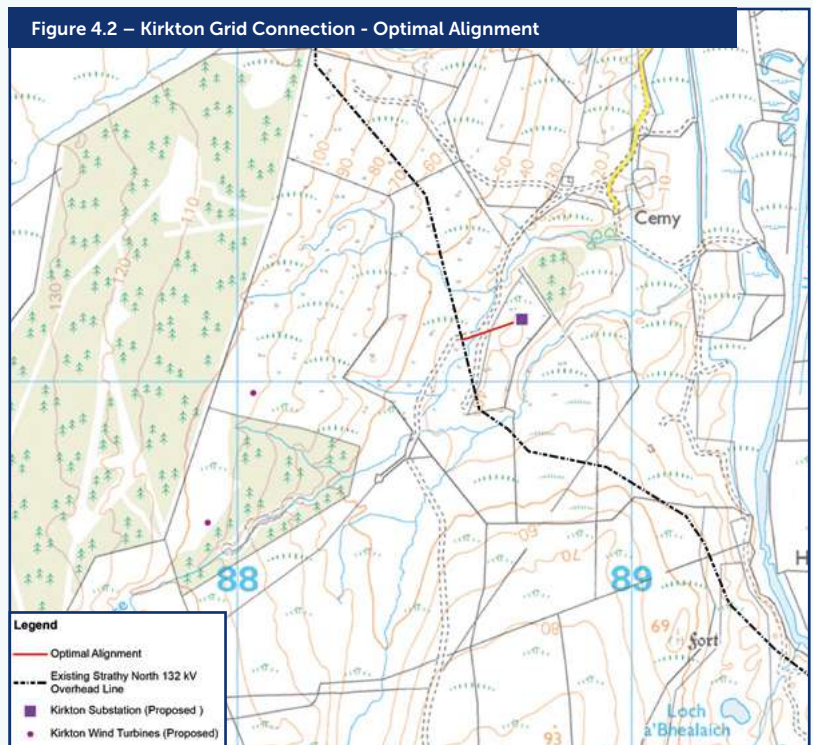 Figure 4.2 – Kirkton Grid Connection - Optimal Alignment
100
90
80
60
50
40
30
20
10
110
120
130
Cemy
88
89
60
70
80
69
Fort
93
H
Loch
a'Bhealaich
Legend
Optimal Alignment
Existing Strathy North 132 kV
Overhead Line
Kirkton Substation (Proposed )
Kirkton Wind Turbines (Proposed)